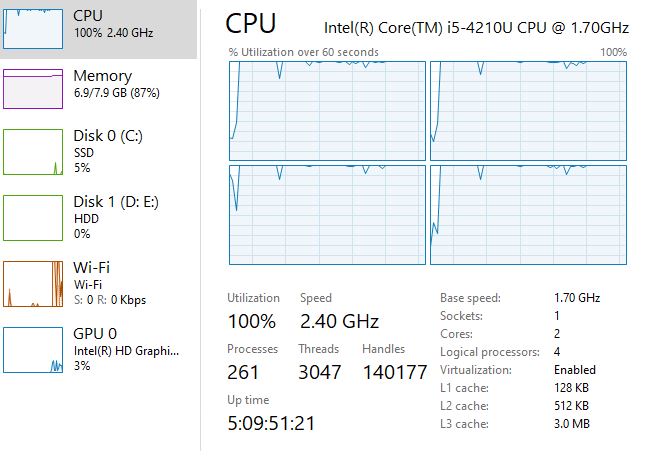 CPU
100% 2.40 GHz
Memory
6.9/7.9 GB (87%)
Disk 0 (C:)
SSD
5%
Disk 1 (D: E:)
HDD
0%
Wi-Fi
Wi-Fi
S: 0 R: 0 Kbps
GPU 0
Intel(R) HD Graphi...
3%
CPU Intel(R) Core(TM) i5-4210U CPU @ 1.70GHz
% Utilization over 60 seconds 100%
Utilization Speed
100% 2.40 GHz
Processes Threads Handles
261 3047 140177
Up time
5:09:51:21
Base speed: 1.70 GHz
Sockets: 1
Cores: 2
Logical processors: 4
Virtualization: Enabled
L1 cache: 128 KB
L2 cache: 512 KB
L3 cache: 3.0 MB